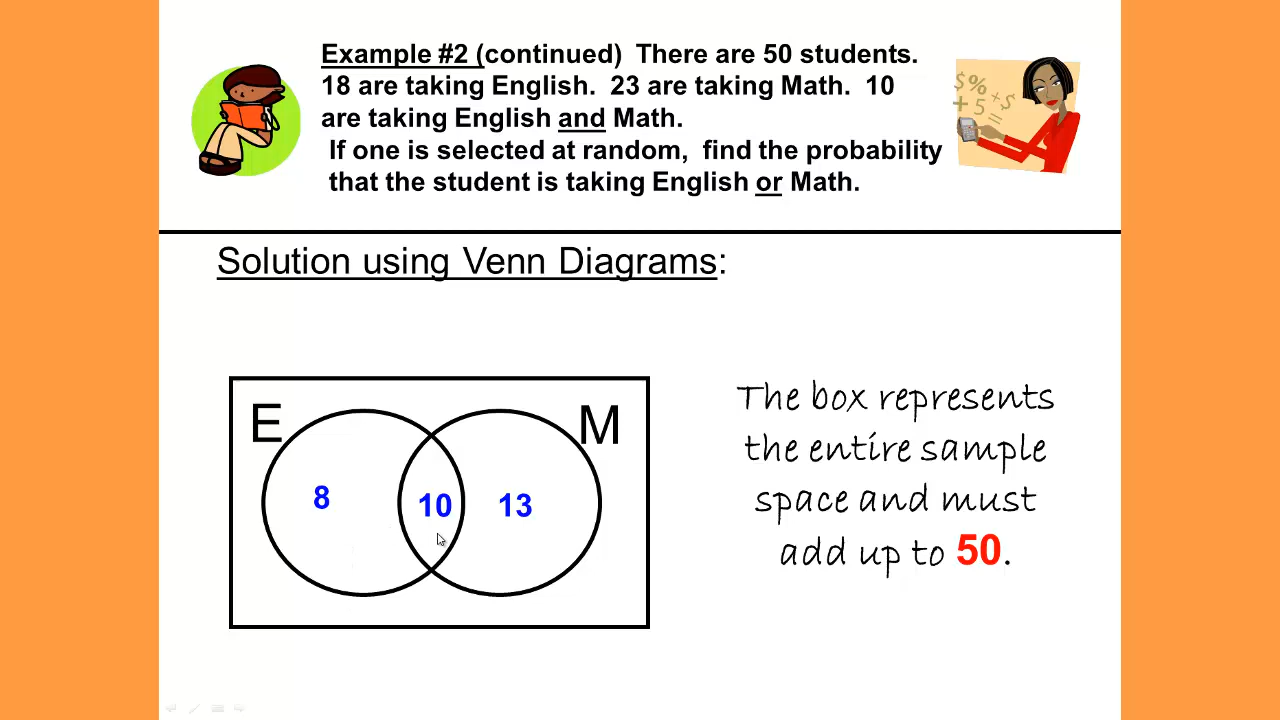 Example #2 (continued) There are 50 students.
18 are taking English. 23 are taking Math. 10
are taking English and Math.
If one is selected at random, find the probability
that the student is taking English or Math.
$%
+$
+ 5
=
Solution using Venn Diagrams:
E
M
8
10
13
The box represents
the entire sample
space and must
add up to 50.